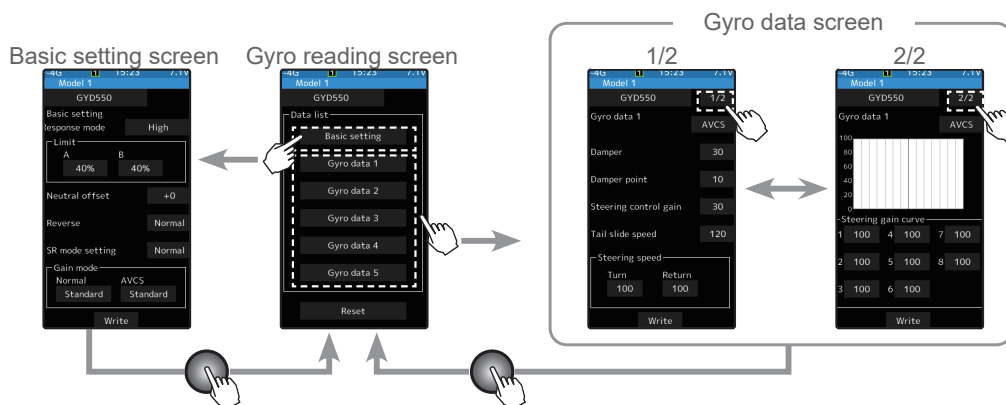 Gyro data screen
Basic setting screen
Gyro reading screen
1/2
2/2
-4G 1 15:23 7.1V
Model 1
GYD550
Basic setting
Response mode High
Limit
A B
40% 40%
Neutral offset +0
Reverse Normal
SR mode setting Normal
Gain mode
Normal AVCS
Standard Standard
Write
-4G 1 15:23 7.1V
Model 1
GYD550
Data list
Basic setting
Gyro data 1
Gyro data 2
Gyro data 3
Gyro data 4
Gyro data 5
Reset
-4G 1 15:23 7.1V
Model 1
GYD550 1/2
Gyro data 1
AVCS
Damper 30
Damper point 10
Steering control gain 30
Tail slide speed 120
Steering speed
Turn Return
100 100
Write
-4G 1 15:23 7.1V
Model 1
GYD550 2/2
Gyro data 1
AVCS
100
80
60
40
20
0
Steering gain curve
1 100 4 100 7 100
2 100 5 100 8 100
3 100 6 100
Write